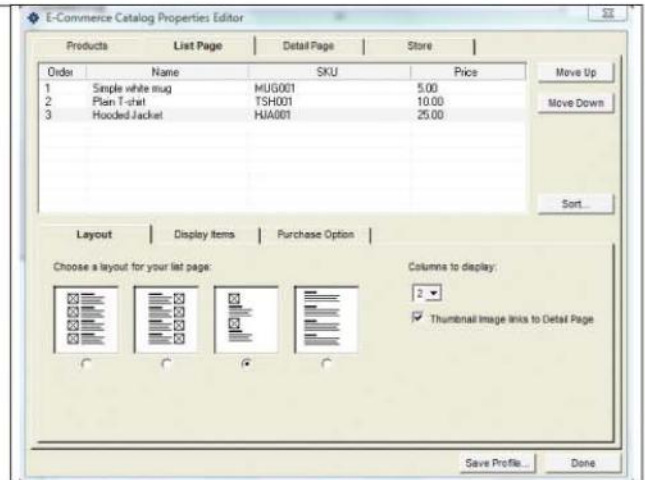 E-Commerce Catalog Properties Editor
Products List Page Detail Page Store
Order Name SKU Price
1 Simple white mug MUG001 5.00
2 Plain T-shirt TSH001 10.00
3 Hooded Jacket HJA001 25.00
Move Up
Move Down
Sort...
Layout Display Items Purchase Option
Choose a layout for your list page:
Columns to display:
2
Thumbnail image links to Detail Page
Save Profile... Done